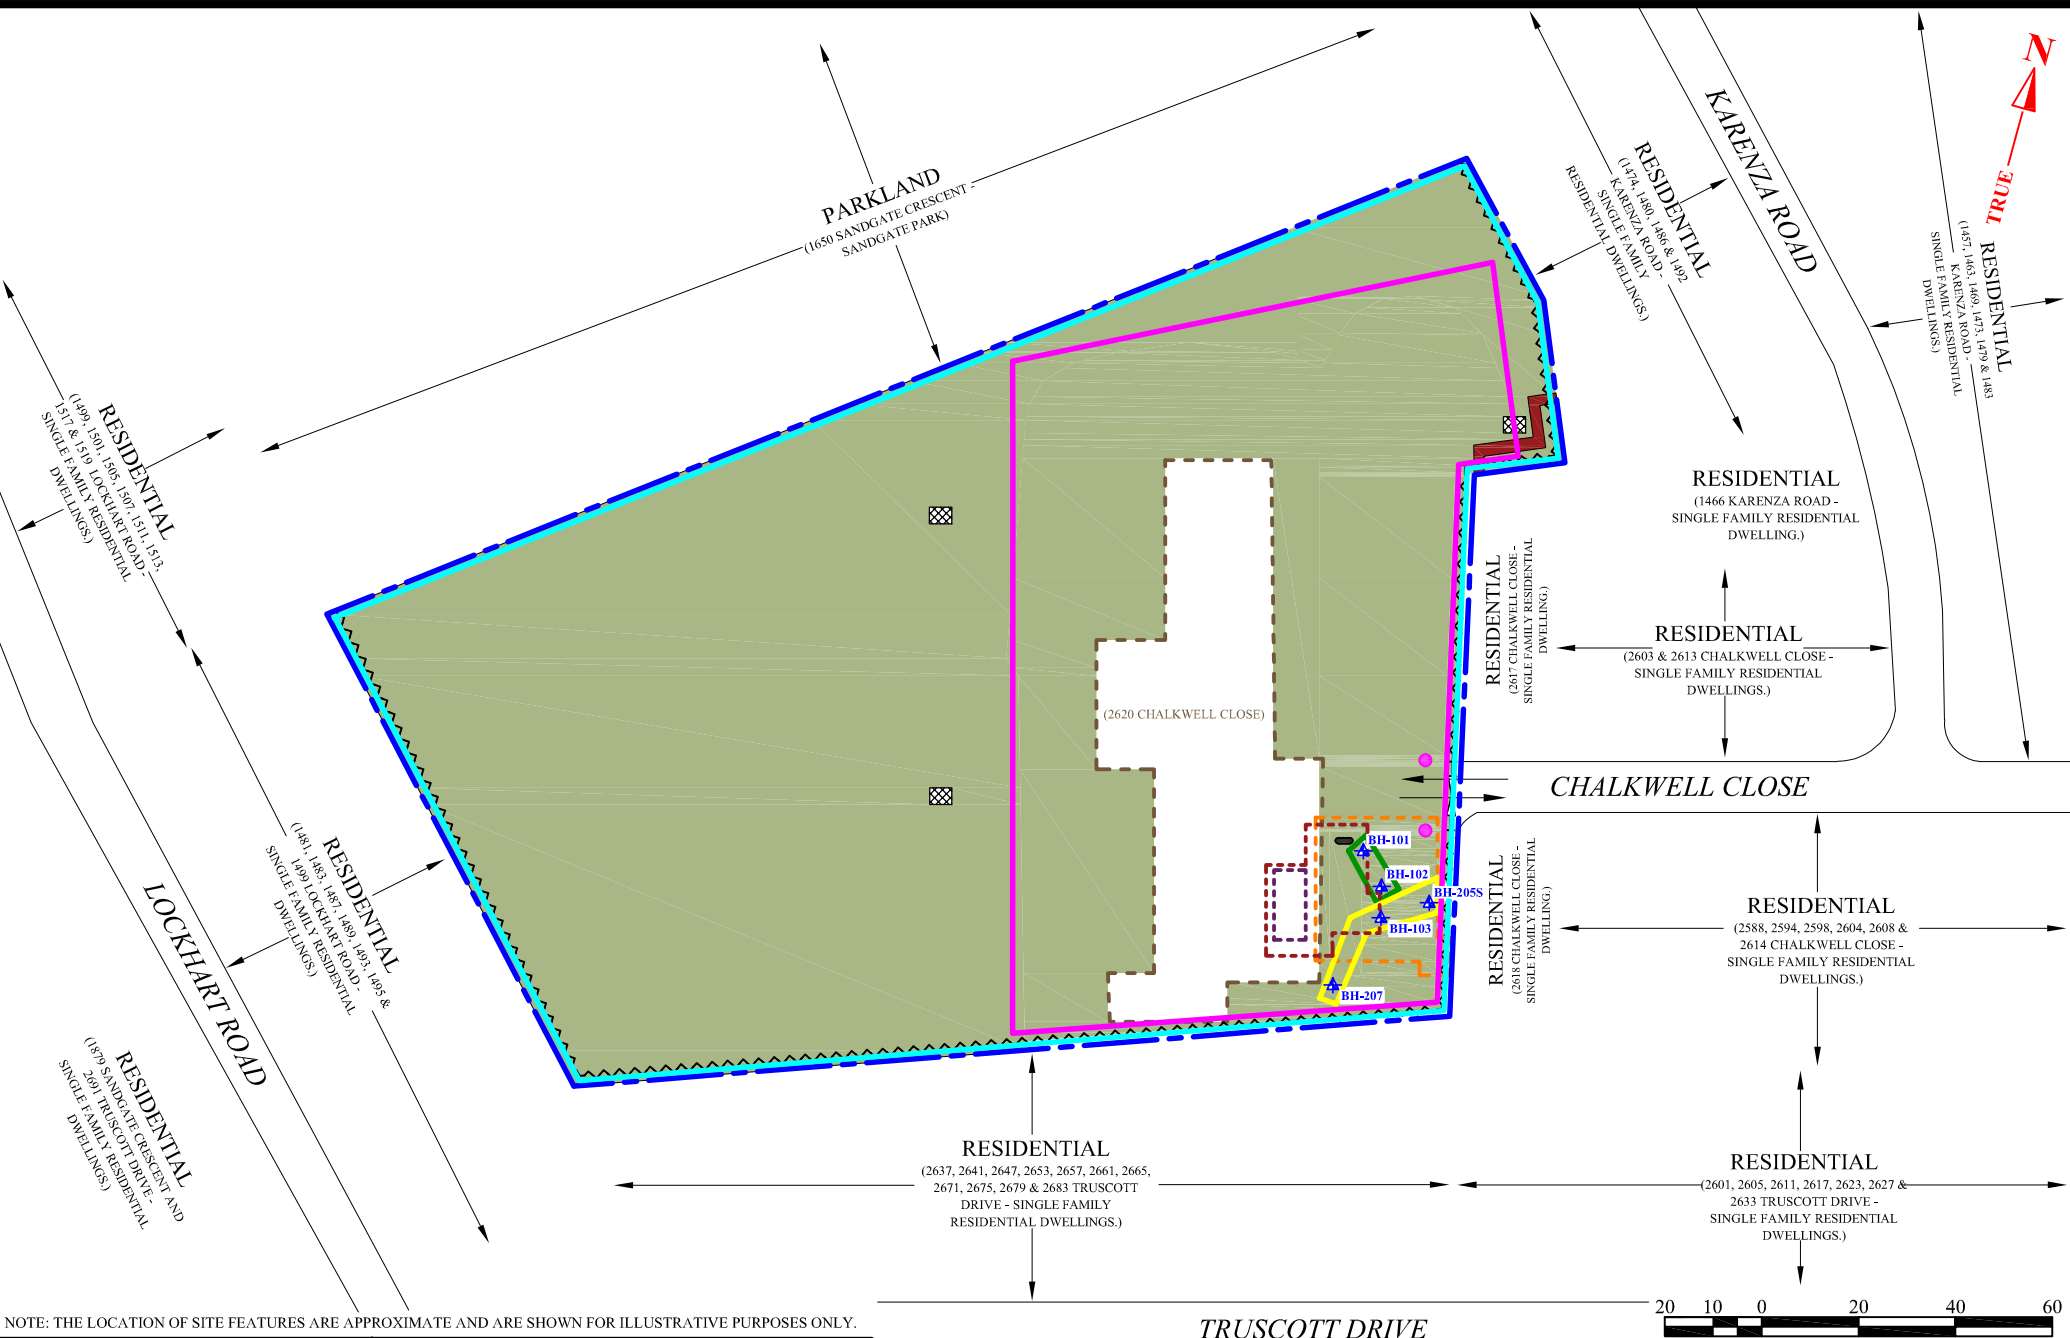 N
TRUE
KARENZA ROAD
PARKLAND
(1650 SANDGATE CRESCENT -
SANDGATE PARK)
RESIDENTIAL
(1474, 1480, 1486 & 1492
KARENZA ROAD -
SINGLE FAMILY
RESIDENTIAL DWELLINGS.)
RESIDENTIAL
(1457, 1463, 1469, 1473, 1479 & 1483
KARENZA ROAD -
SINGLE FAMILY RESIDENTIAL
DWELLINGS.)
RESIDENTIAL
(1499, 1501, 1505, 1507, 1511, 1513,
1517 & 1519 LOCKHART ROAD -
SINGLE FAMILY RESIDENTIAL
DWELLINGS.)
RESIDENTIAL
(1466 KARENZA ROAD -
SINGLE FAMILY RESIDENTIAL
DWELLING.)
RESIDENTIAL
(2617 CHALKWELL CLOSE -
SINGLE FAMILY RESIDENTIAL
DWELLING.)
RESIDENTIAL
(2603 & 2613 CHALKWELL CLOSE -
SINGLE FAMILY RESIDENTIAL
DWELLINGS.)
(2620 CHALKWELL CLOSE)
CHALKWELL CLOSE
BH-101
BH-102
BH-205S
BH-103
BH-207
RESIDENTIAL
(2618 CHALKWELL CLOSE -
SINGLE FAMILY RESIDENTIAL
DWELLING.)
RESIDENTIAL
(2588, 2594, 2598, 2604, 2608 &
2614 CHALKWELL CLOSE -
SINGLE FAMILY RESIDENTIAL
DWELLINGS.)
RESIDENTIAL
(1481, 1483, 1487, 1489, 1493, 1495 &
1499 LOCKHART ROAD -
SINGLE FAMILY RESIDENTIAL
DWELLINGS.)
LOCKHART ROAD
RESIDENTIAL
(1879 SANDGATE CRESCENT AND
2691 TRUSCOTT DRIVE -
SINGLE FAMILY RESIDENTIAL
DWELLINGS.)
RESIDENTIAL
(2637, 2641, 2647, 2653, 2657, 2661, 2665,
2671, 2675, 2679 & 2683 TRUSCOTT
DRIVE - SINGLE FAMILY
RESIDENTIAL DWELLINGS.)
RESIDENTIAL
(2601, 2605, 2611, 2617, 2623, 2627 &
2633 TRUSCOTT DRIVE -
SINGLE FAMILY RESIDENTIAL
DWELLINGS.)
20 10 0 20 40 60
NOTE: THE LOCATION OF SITE FEATURES ARE APPROXIMATE AND ARE SHOWN FOR ILLUSTRATIVE PURPOSES ONLY.
TRUSCOTT DRIVE